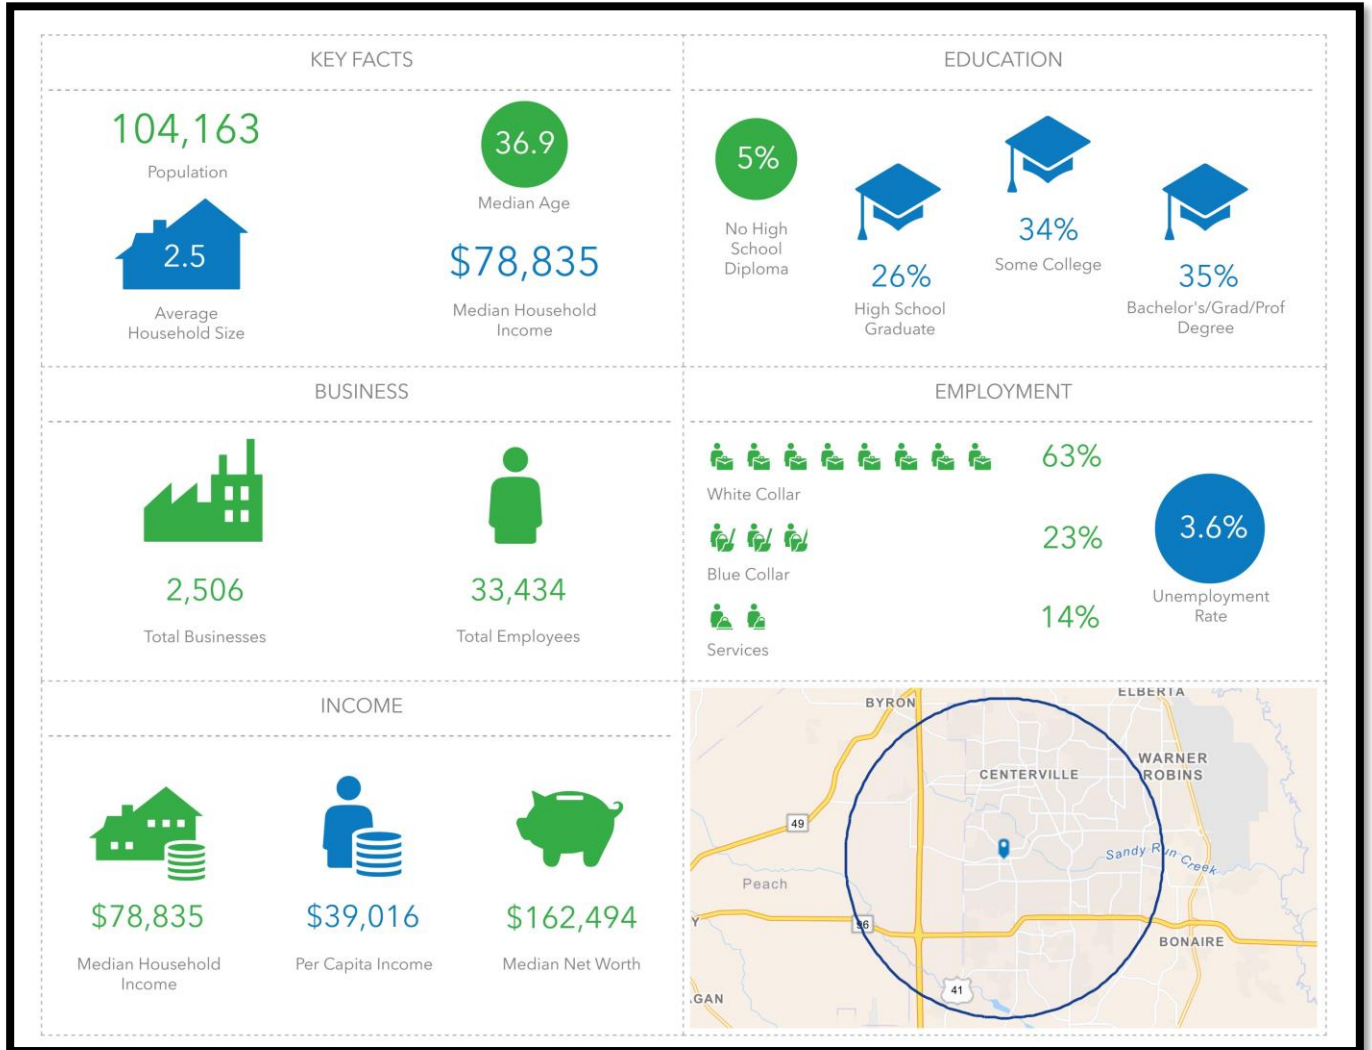 KEY FACTS
104,163
Population
36.9
Median Age
2.5
Average
Household Size
$78,835
Median Household
Income
EDUCATION
5%
No High
School
Diploma
26%
High School
Graduate
34%
Some College
35%
Bachelor's/Grad/Prof
Degree
BUSINESS
2,506
Total Businesses
33,434
Total Employees
EMPLOYMENT
63%
White Collar
23%
Blue Collar
14%
Services
3.6%
Unemployment
Rate
INCOME
$78,835
Median Household
Income
$39,016
Per Capita Income
$162,494
Median Net Worth
ELBERTA
BYRON
WARNER
ROBINS
CENTERVILLE
49
Sandy Run Creek
Peach
Y
96
BONAIRE
41
GAN